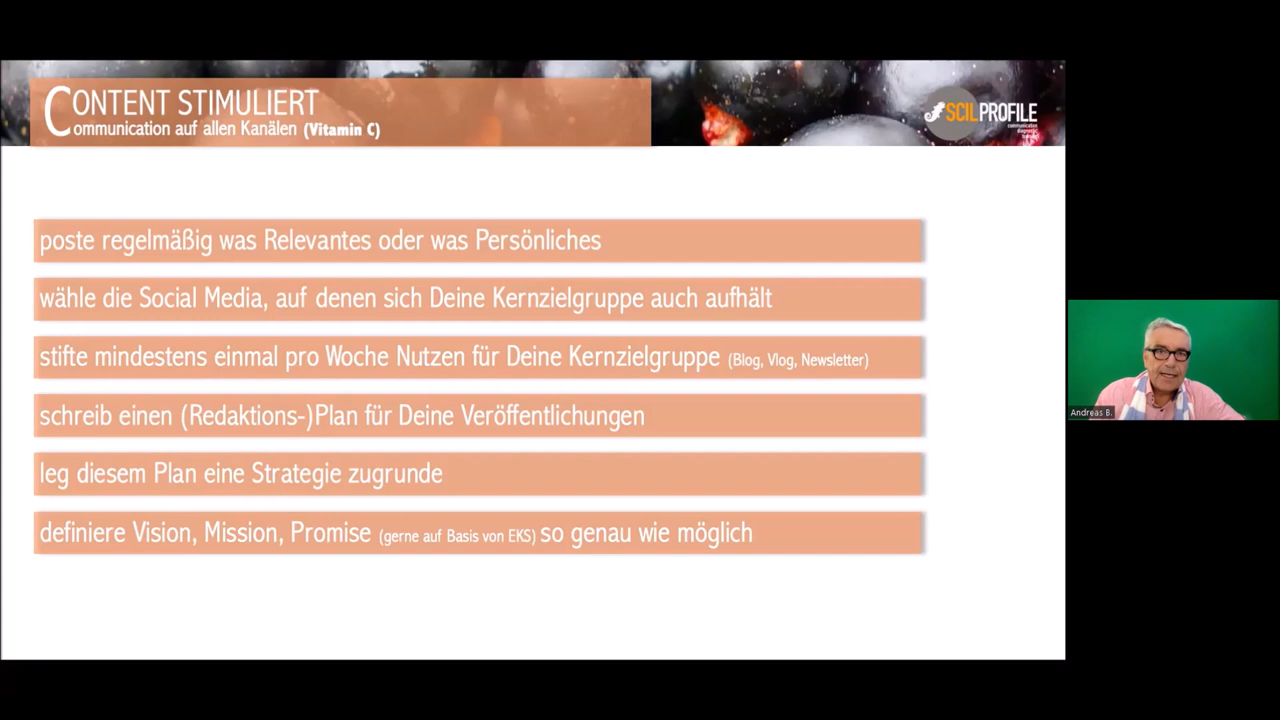 CONTENT STIMULIERT
Communication auf allen Kanälen (Vitamin C)
SCIL PROFILE
communication
diagnostic
poste regelmäßig was Relevantes oder was Persönliches
wähle die Social Media, auf denen sich Deine Kernzielgruppe auch aufhält
stifte mindestens einmal pro Woche Nutzen für Deine Kernzielgruppe (Blog, Vlog, Newsletter)
schreib einen (Redaktions-)Plan für Deine Veröffentlichungen
leg diesem Plan eine Strategie zugrunde
definiere Vision, Mission, Promise (gerne auf Basis von EKS) so genau wie möglich
Andreas B.